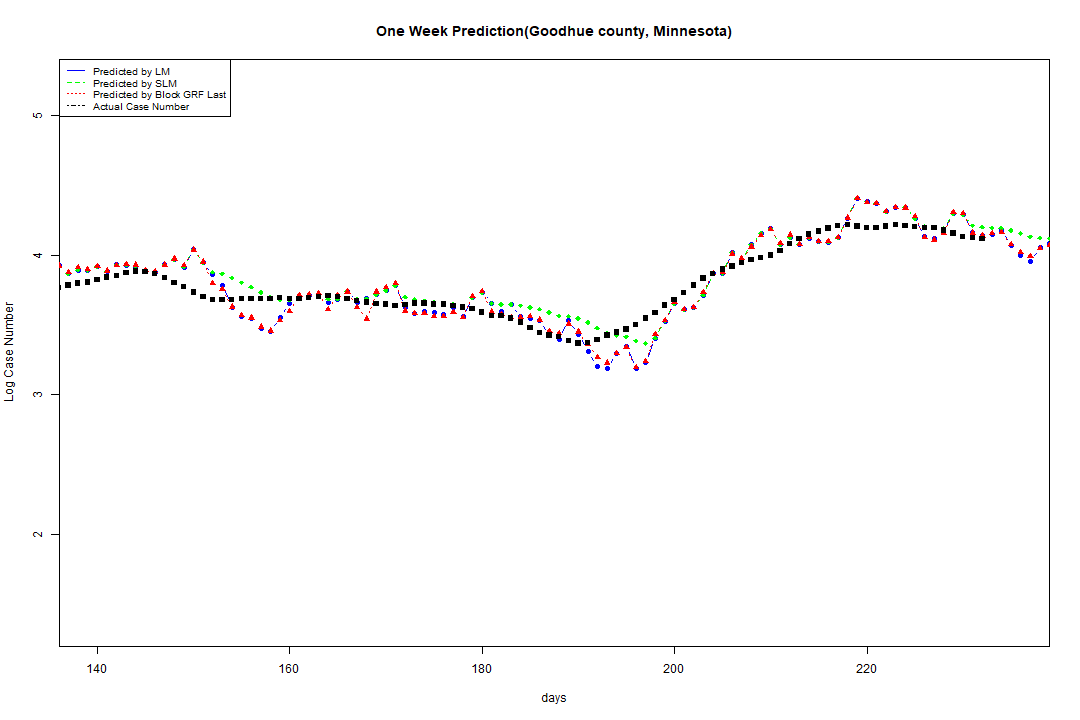 One Week Prediction(Goodhue county, Minnesota)
Predicted by LM
Predicted by SLM
Predicted by Block GRF Last
Actual Case Number
5
4
3
2
Log Case Number
140 160 180 200 220
days